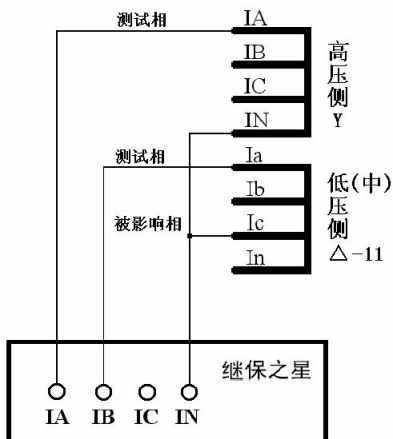 测试相 IA
IB
IC
IN
高压侧Y
测试相 Ia
Ib
被影响相 Ic
In
低(中)压侧△-11
继保之星
IA IB IC IN